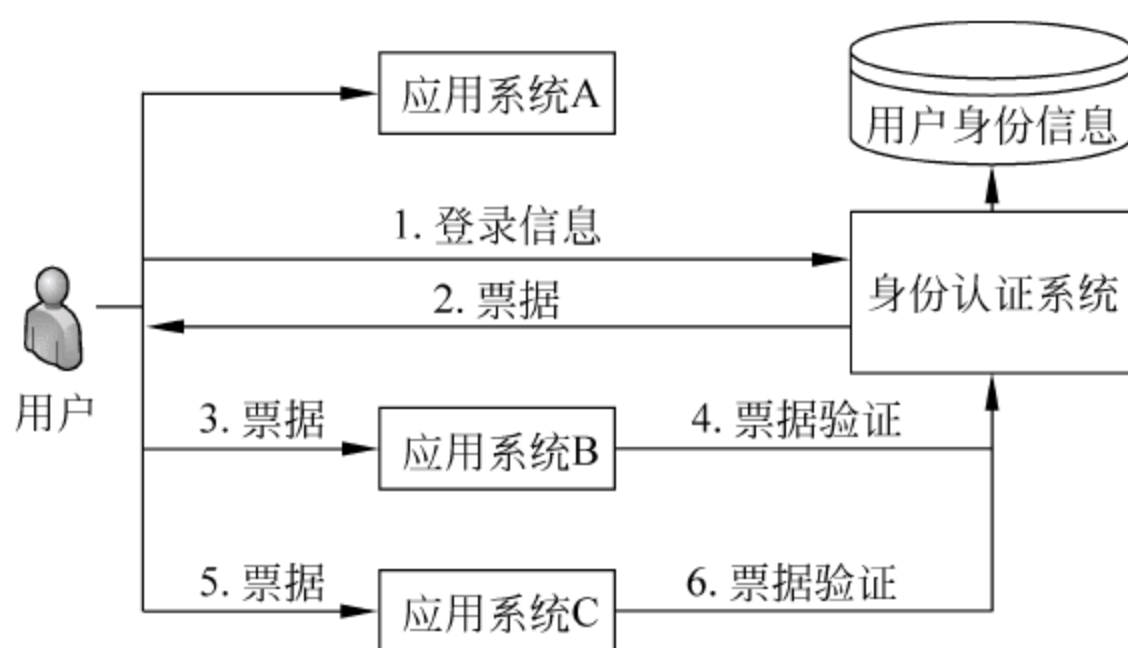 应用系统A
用户身份信息
1. 登录信息
身份认证系统
2. 票据
用户
3. 票据
应用系统B
4. 票据验证
5. 票据
应用系统C
6. 票据验证